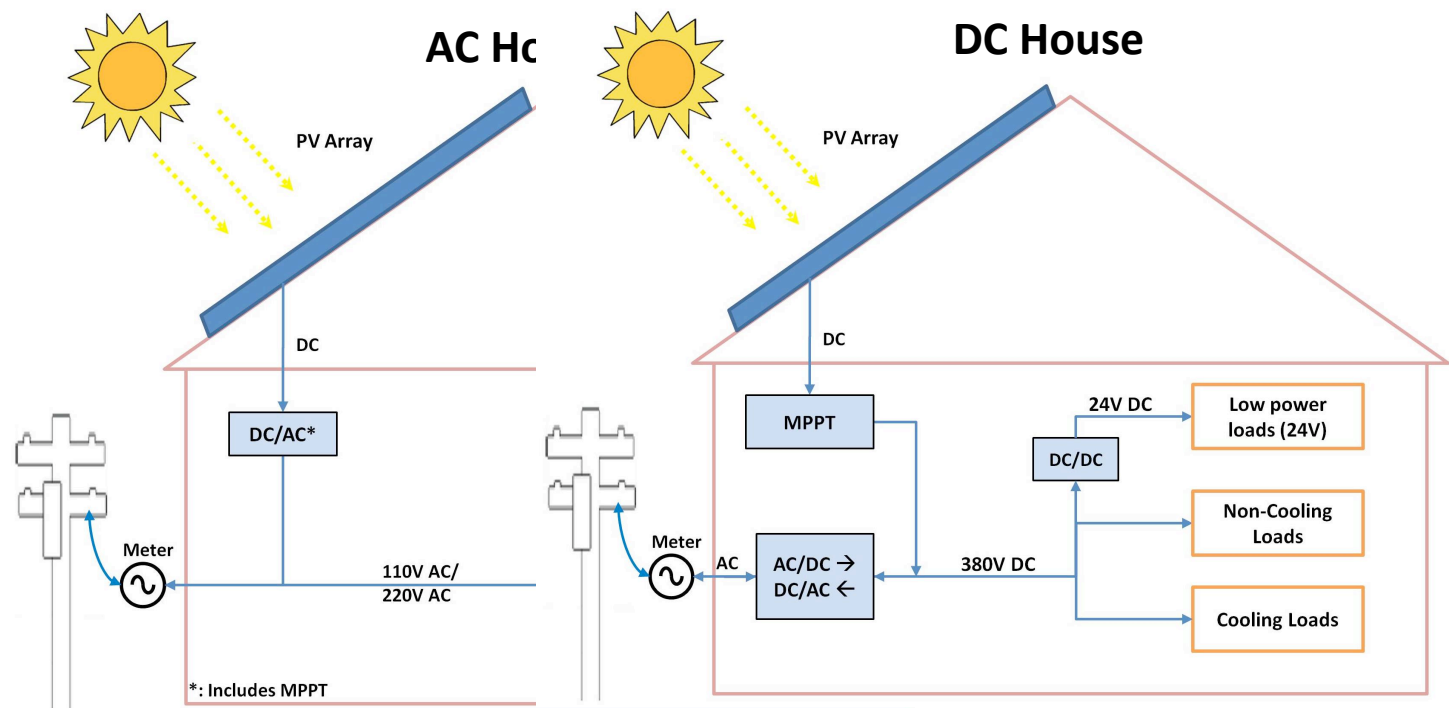 AC Ho
PV Array
DC
DC/AC*
Meter
110V AC/
220V AC
*: Includes MPPT
DC House
PV Array
DC
MPPT
24V DC
Low power
loads (24V)
DC/DC
Non-Cooling
Loads
Meter
AC
AC/DC →
DC/AC ←
380V DC
Cooling Loads